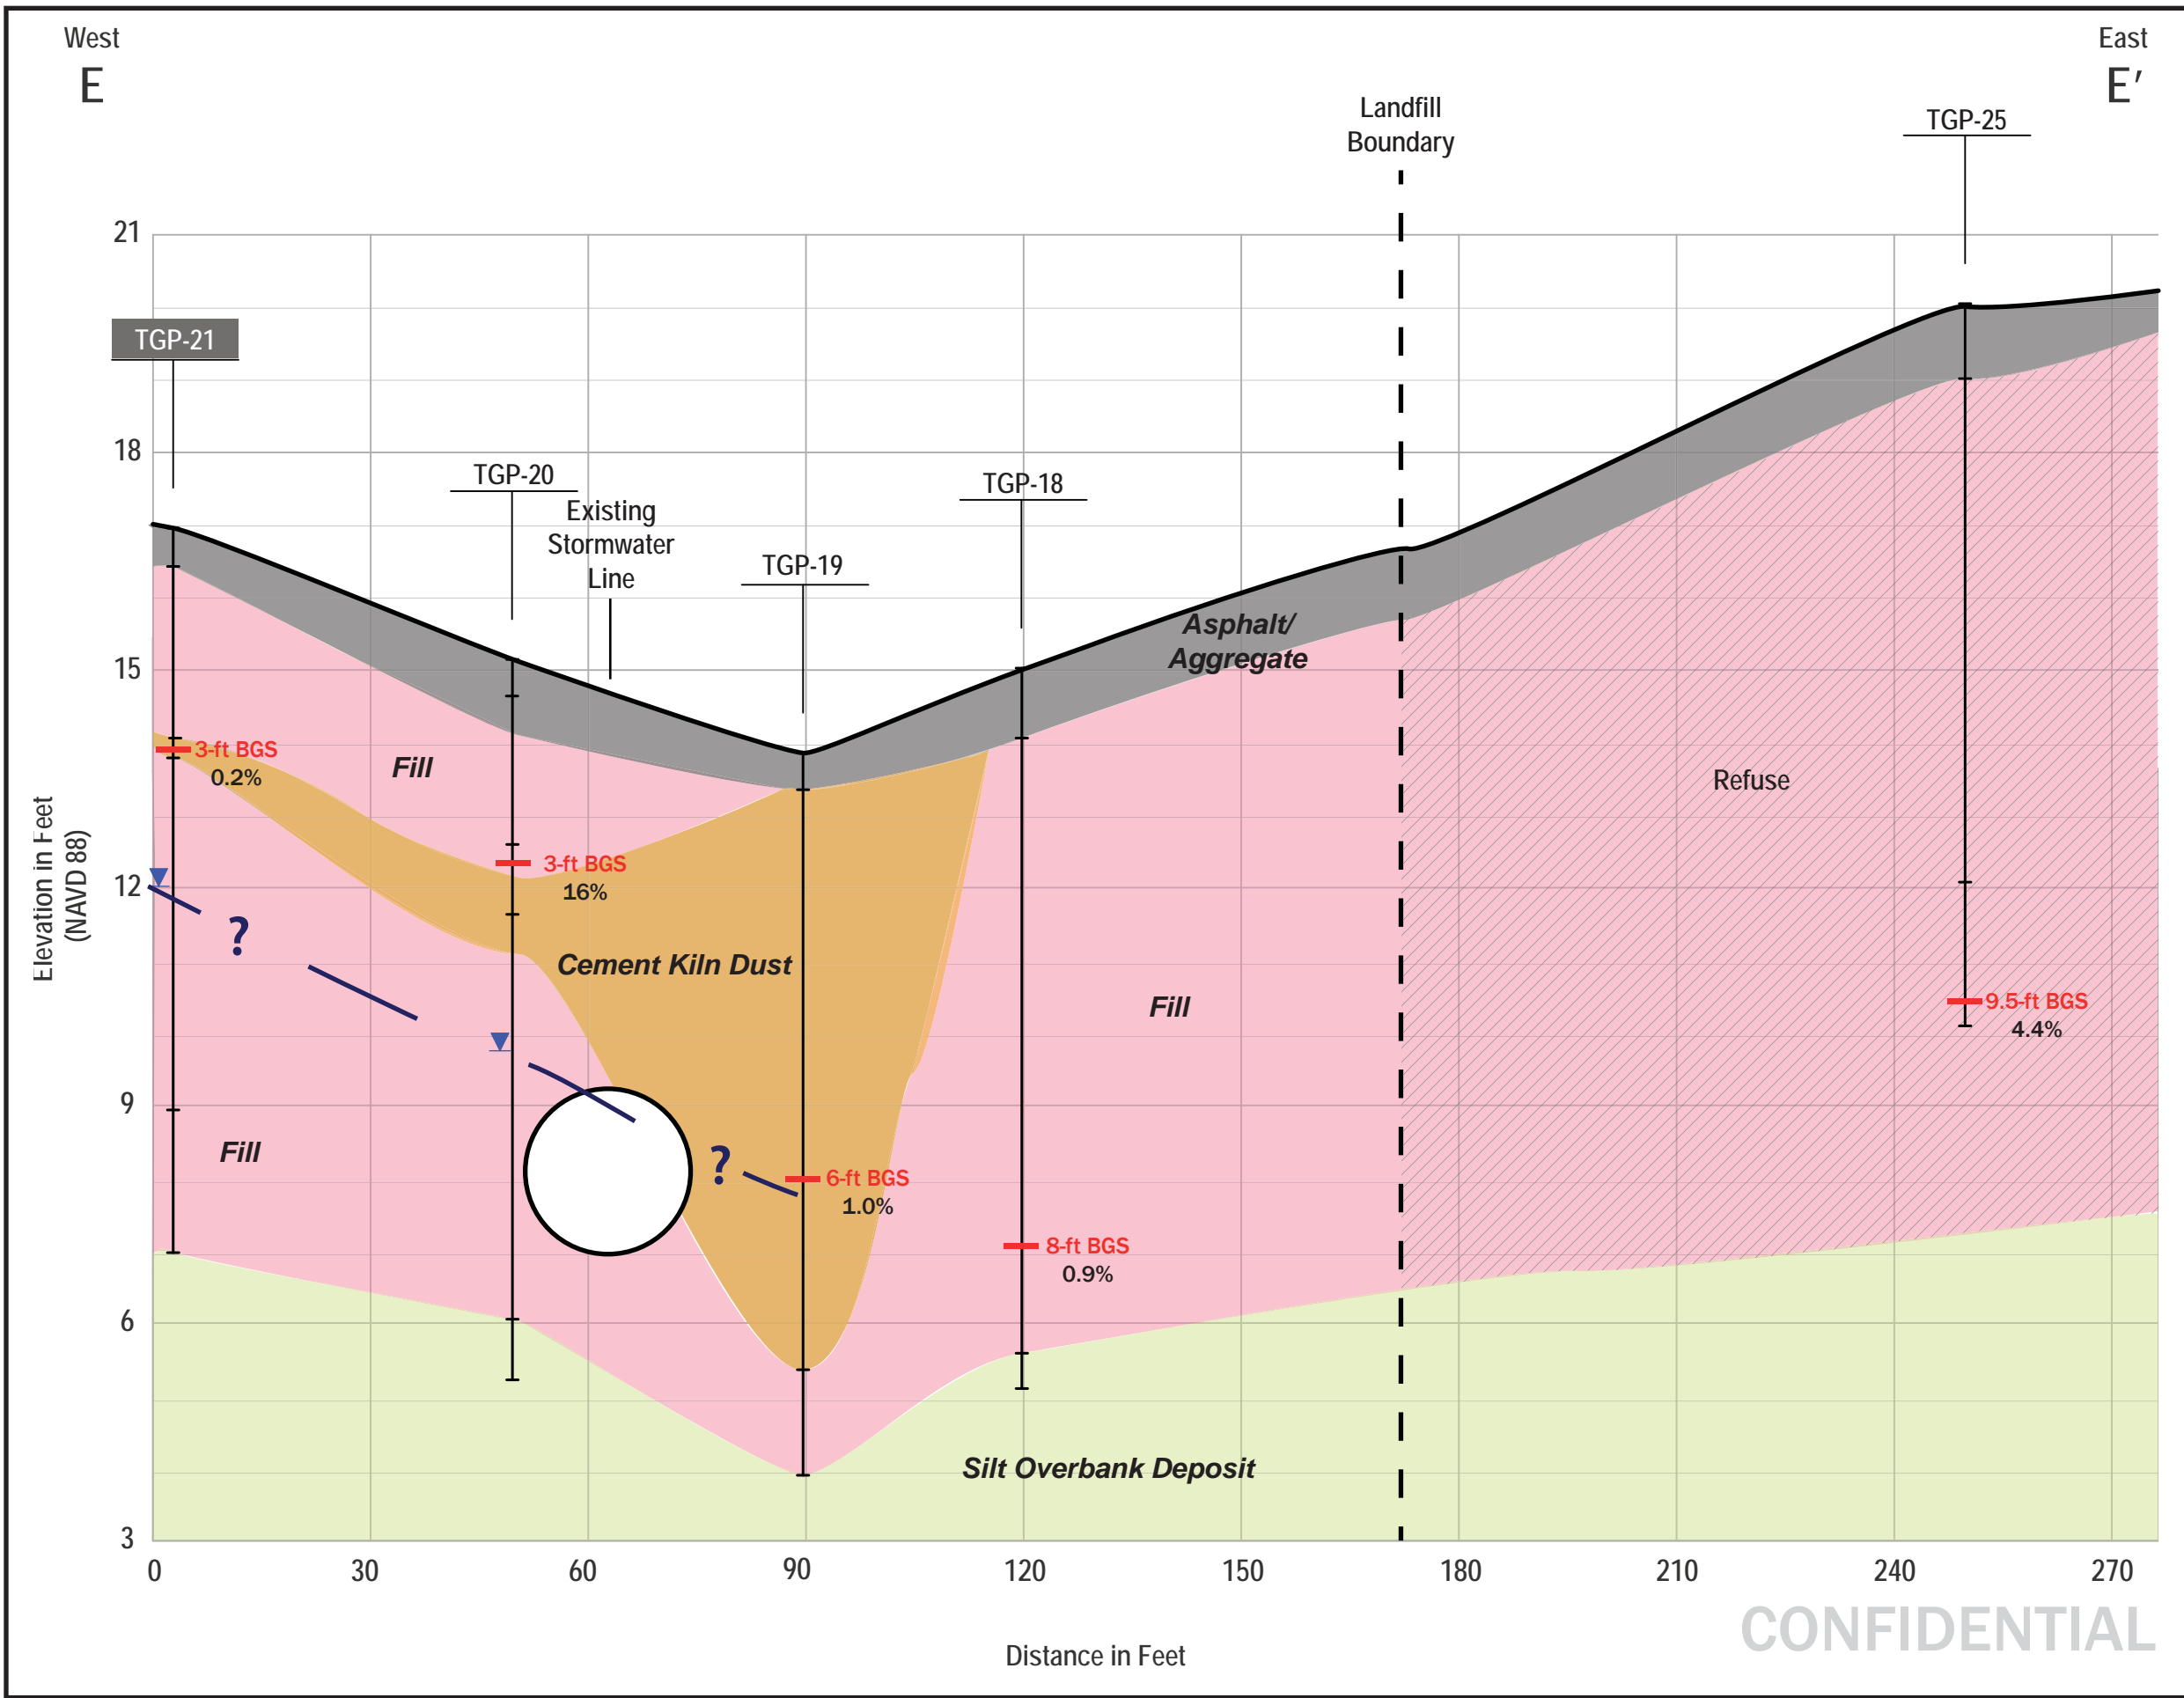 West
East
E
E′
Landfill
Boundary
TGP-25
21
TGP-21
18
TGP-20
TGP-18
Existing
Stormwater
Line
TGP-19
Asphalt/
Aggregate
15
3-ft BGS
0.2%
Fill
Refuse
3-ft BGS
16%
12
Elevation in Feet
(NAVD 88)
?
Cement Kiln Dust
Fill
9.5-ft BGS
4.4%
9
Fill
?
6-ft BGS
1.0%
8-ft BGS
0.9%
6
Silt Overbank Deposit
3
0
30
60
90
120
150
180
210
240
270
CONFIDENTIAL
Distance in Feet